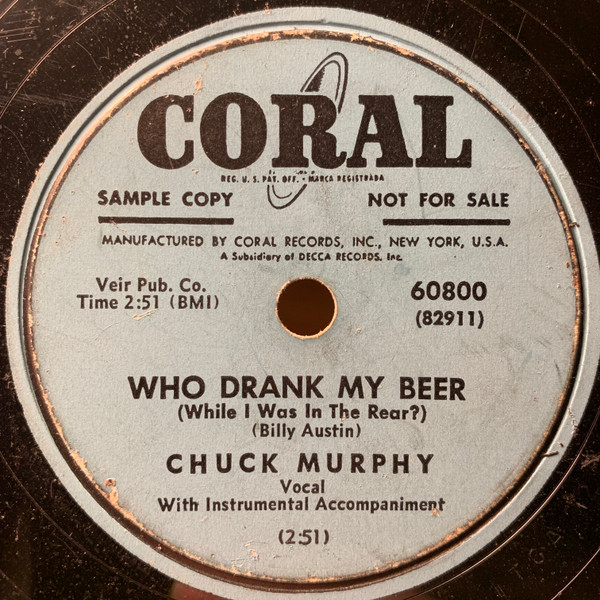 CORAL
REG. U. S. PAT. OFF. • MARCA REGISTRADA
SAMPLE COPY NOT FOR SALE
MANUFACTURED BY CORAL RECORDS, INC., NEW YORK, U.S.A.
A Subsidiary of DECCA RECORDS, Inc.
Veir Pub. Co. 60800
Time 2:51 (BMI) (82911)
WHO DRANK MY BEER
(While I Was In The Rear?)
(Billy Austin)
CHUCK MURPHY
Vocal
With Instrumental Accompaniment
(2:51)